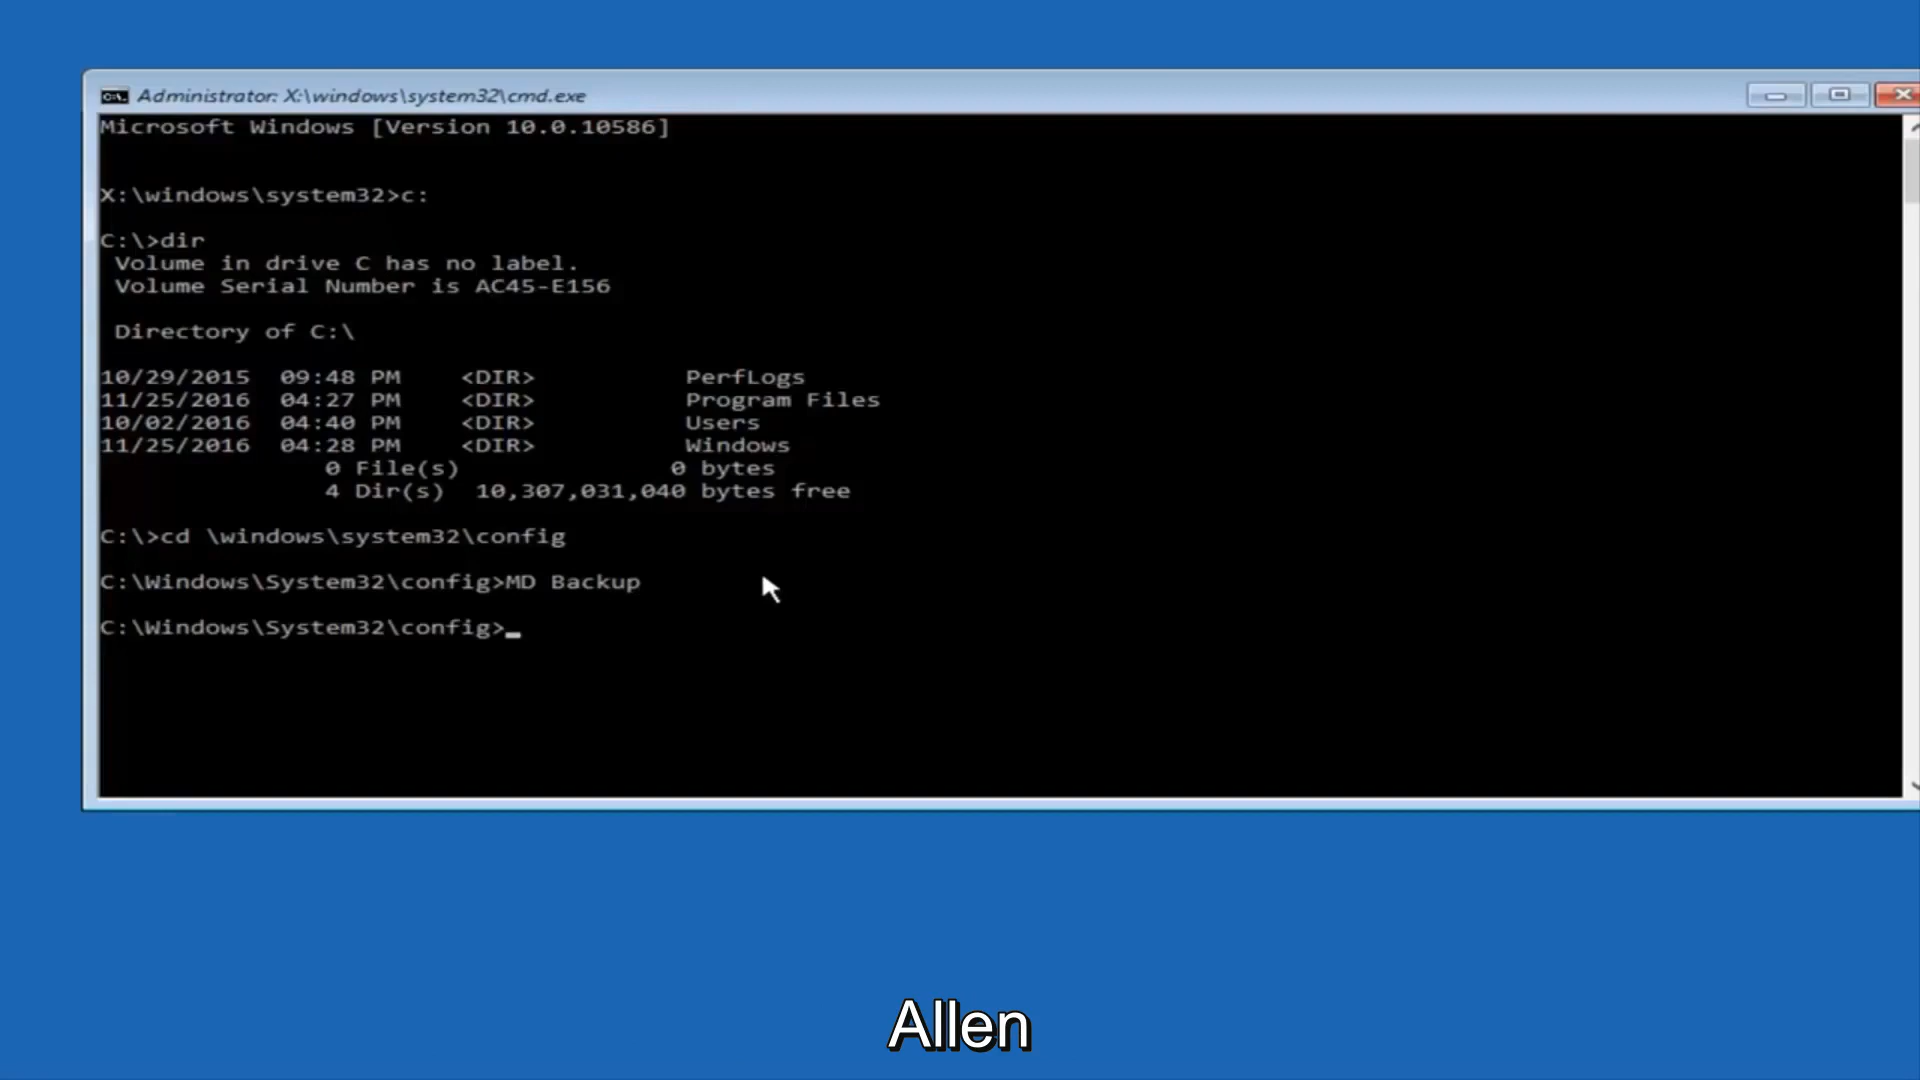 Administrator: X:\windows\system32\cmd.exe
Microsoft Windows [Version 10.0.10586]
X:\windows\system32>c:
C:\>dir
Volume in drive C has no label.
Volume Serial Number is AC45-E156
Directory of C:\
10/29/2015 09:48 PM <DIR> PerfLogs
11/25/2016 04:27 PM <DIR> Program Files
10/02/2016 04:40 PM <DIR> Users
11/25/2016 04:28 PM <DIR> Windows
0 File(s) 0 bytes
4 Dir(s) 10,307,031,040 bytes free
C:\>cd \windows\system32\config
C:\Windows\System32\config>MD Backup
C:\Windows\System32\config>_
Allen